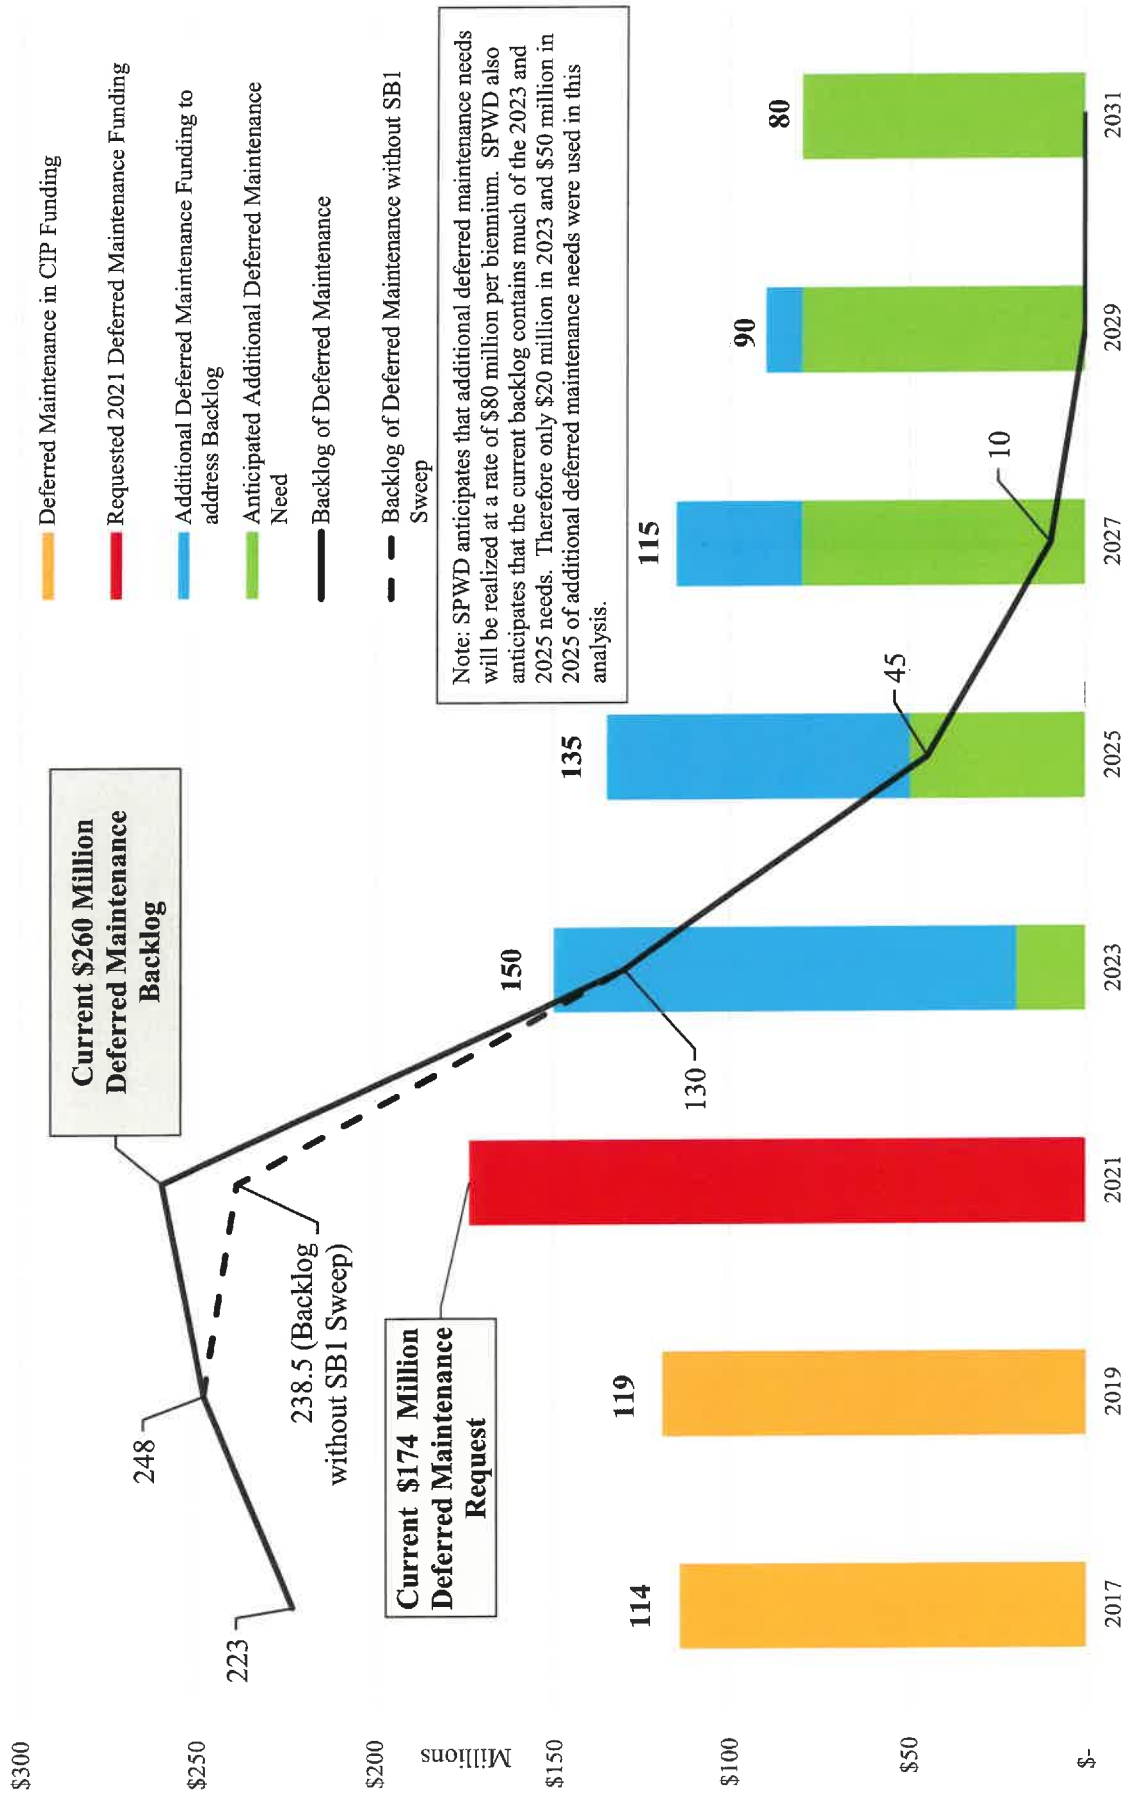 $300
$250
$200
$150
$100
$50
$-
Millions
Deferred Maintenance in CIP Funding
Requested 2021 Deferred Maintenance Funding
Additional Deferred Maintenance Funding to
address Backlog
Anticipated Additional Deferred Maintenance
Need
Backlog of Deferred Maintenance
Backlog of Deferred Maintenance without SB1
Sweep
Note: SPWD anticipates that additional deferred maintenance needs
will be realized at a rate of $80 million per biennium. SPWD also
anticipates that the current backlog contains much of the 2023 and
2025 needs. Therefore only $20 million in 2023 and $50 million in
2025 of additional deferred maintenance needs were used in this
analysis.
Current $260 Million
Deferred Maintenance
Backlog
223
248
238.5 (Backlog
without SB1 Sweep)
Current $174 Million
Deferred Maintenance
Request
130
45
10
114
119
150
135
115
90
80
2017
2019
2021
2023
2025
2027
2029
2031